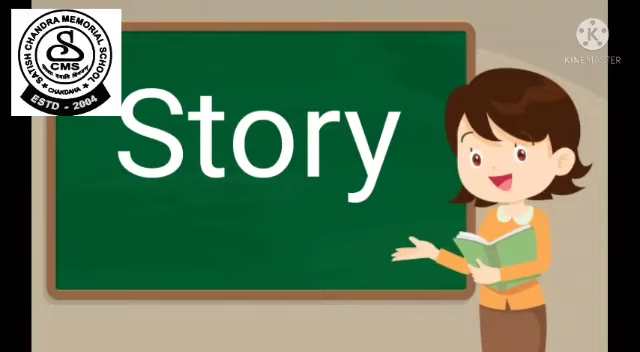 SATISH CHANDRA MEMORIAL SCHOOL
S
CMS
CHAKDAHA
ESTD - 2004
Story
K
KINEMASTER